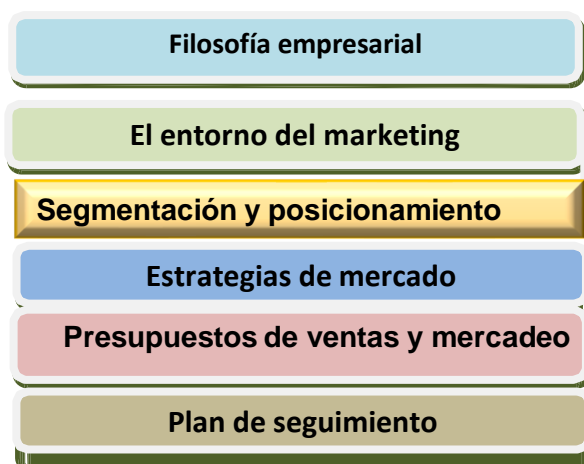 Filosofía empresarial
El entorno del marketing
Segmentación y posicionamiento
Estrategias de mercado
Presupuestos de ventas y mercadeo
Plan de seguimiento